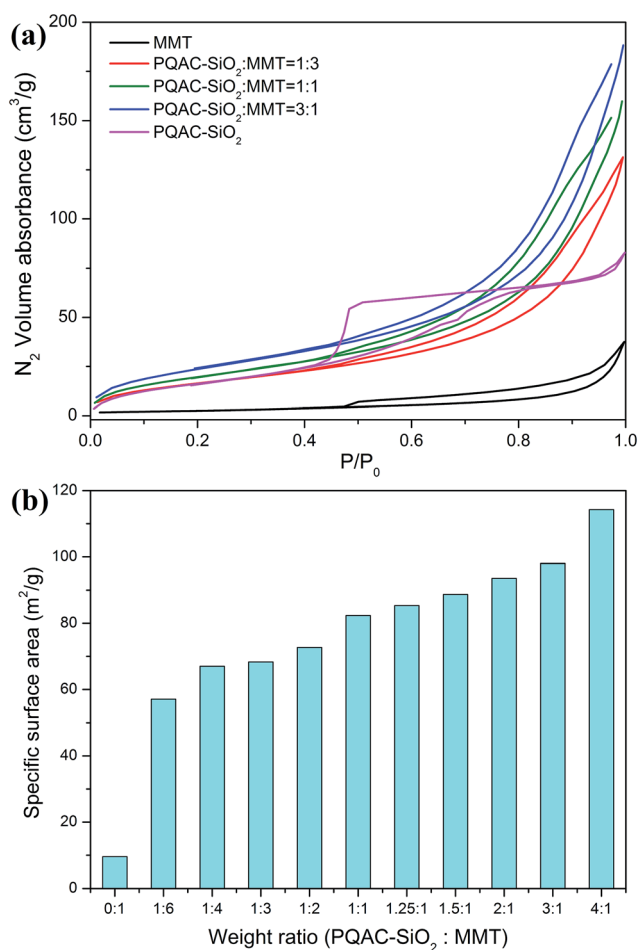 (a)
200
150
100
50
0
N₂ Volume absorbance (cm³/g)
MMT
PQAC-SiO₂:MMT=1:3
PQAC-SiO₂:MMT=1:1
PQAC-SiO₂:MMT=3:1
PQAC-SiO₂
0.0 0.2 0.4 0.6 0.8 1.0
P/P₀
(b)
120
100
80
60
40
20
0
Specific surface area (m²/g)
0:1 1:6 1:4 1:3 1:2 1:1 1.25:1 1.5:1 2:1 3:1 4:1
Weight ratio (PQAC-SiO₂ : MMT)